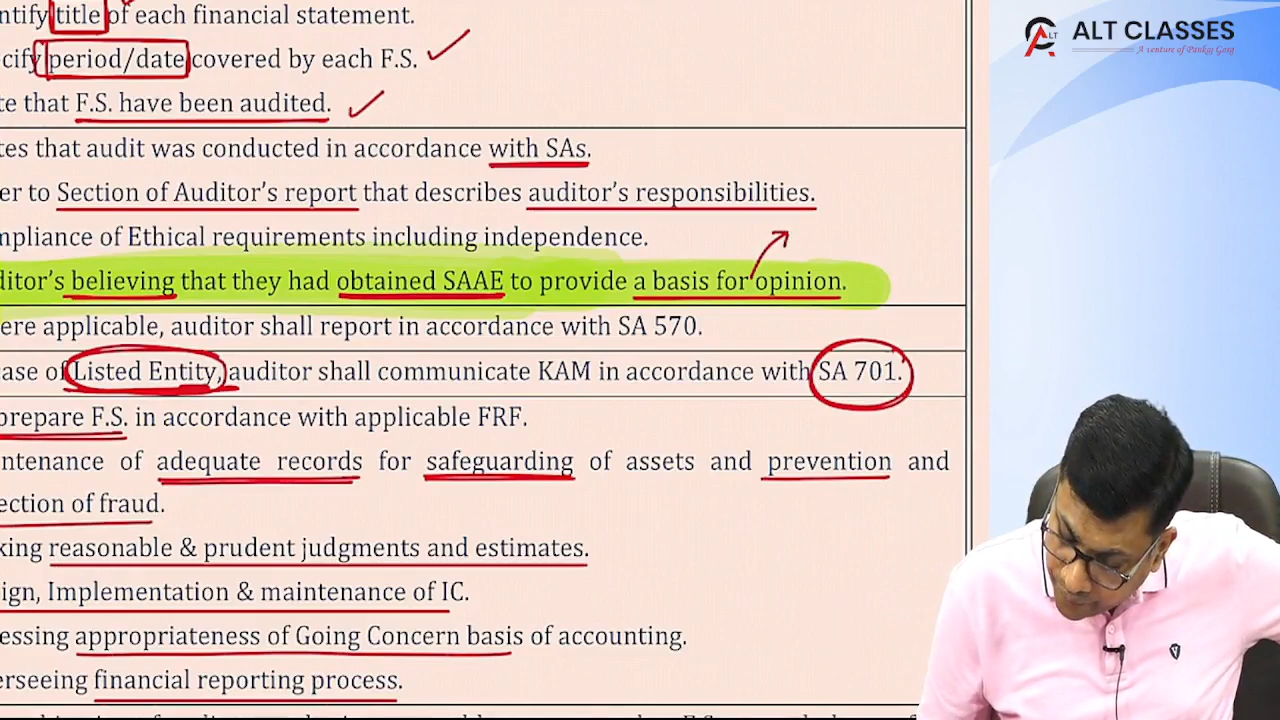 ntify title of each financial statement.
cify period/date covered by each F.S.
te that F.S. have been audited.
tes that audit was conducted in accordance with SAs.
er to Section of Auditor's report that describes auditor's responsibilities.
mpliance of Ethical requirements including independence.
ditor's believing that they had obtained SAAE to provide a basis for opinion.
ere applicable, auditor shall report in accordance with SA 570.
ase of Listed Entity, auditor shall communicate KAM in accordance with SA 701.
prepare F.S. in accordance with applicable FRF.
ntenance of adequate records for safeguarding of assets and prevention and
ection of fraud.
king reasonable & prudent judgments and estimates.
ign, Implementation & maintenance of IC.
essing appropriateness of Going Concern basis of accounting.
erseeing financial reporting process.
ALT
ALT CLASSES
A venture of Pankaj Garg